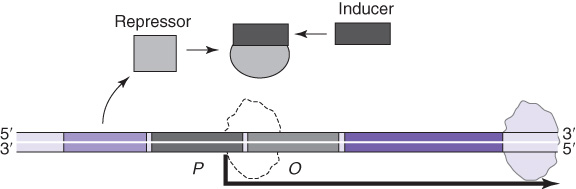 Repressor
Inducer
5′ 3′
3′ 5′
P O